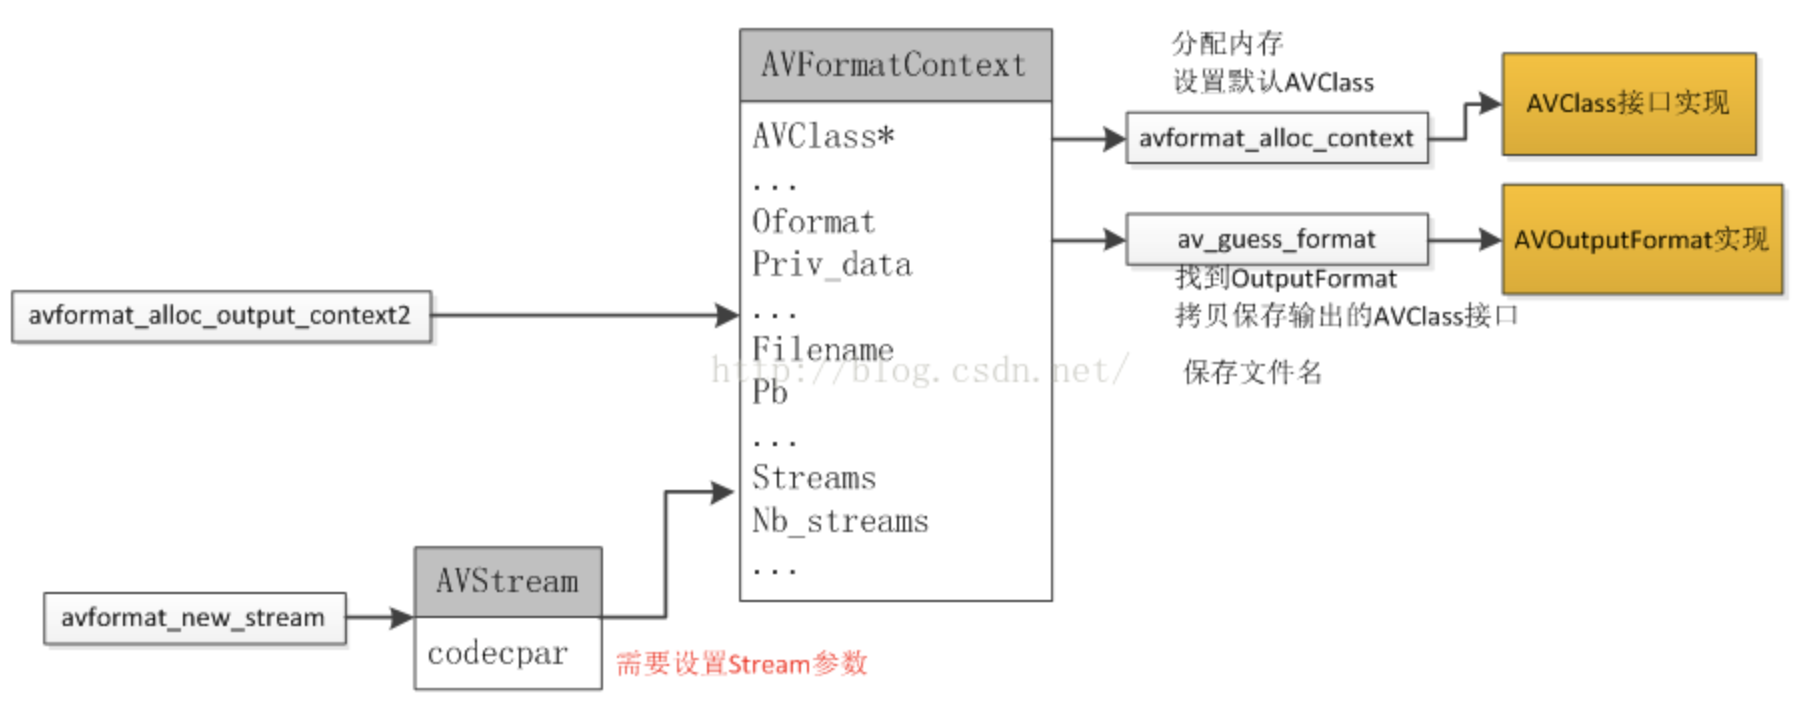 AVFormatContext
AVClass*
...
Oformat
Priv_data
...
Filename
Pb
...
Streams
Nb_streams
...
分配内存
设置默认AVClass
avformat_alloc_context
AVClass接口实现
av_guess_format
AVOutputFormat实现
找到OutputFormat
拷贝保存输出的AVClass接口
保存文件名
avformat_alloc_output_context2
http://blog.csdn.net/
avformat_new_stream
AVStream
codecpar
需要设置Stream参数